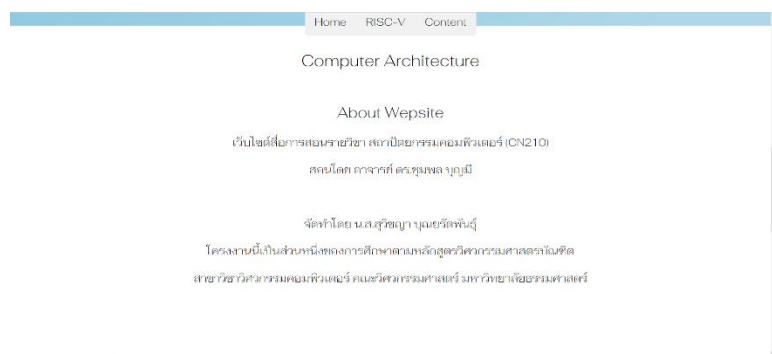 Home RISC-V Content
Computer Architecture
About Wepsite
เว็บไซต์สื่อการสอนรายวิชา สถาปัตยกรรมคอมพิวเตอร์ (CN210)
สอนโดย อาจารย์ ดร.ชุมพล บุญมี
จัดทำโดย น.ส.สุวิชญา บุณยรัตพันธุ์
โครงงานนี้เป็นส่วนหนึ่งของการศึกษาตามหลักสูตรวิศวกรรมศาสตรบัณฑิต
สาขาวิชาวิศวกรรมคอมพิวเตอร์ คณะวิศวกรรมศาสตร์ มหาวิทยาลัยธรรมศาสตร์